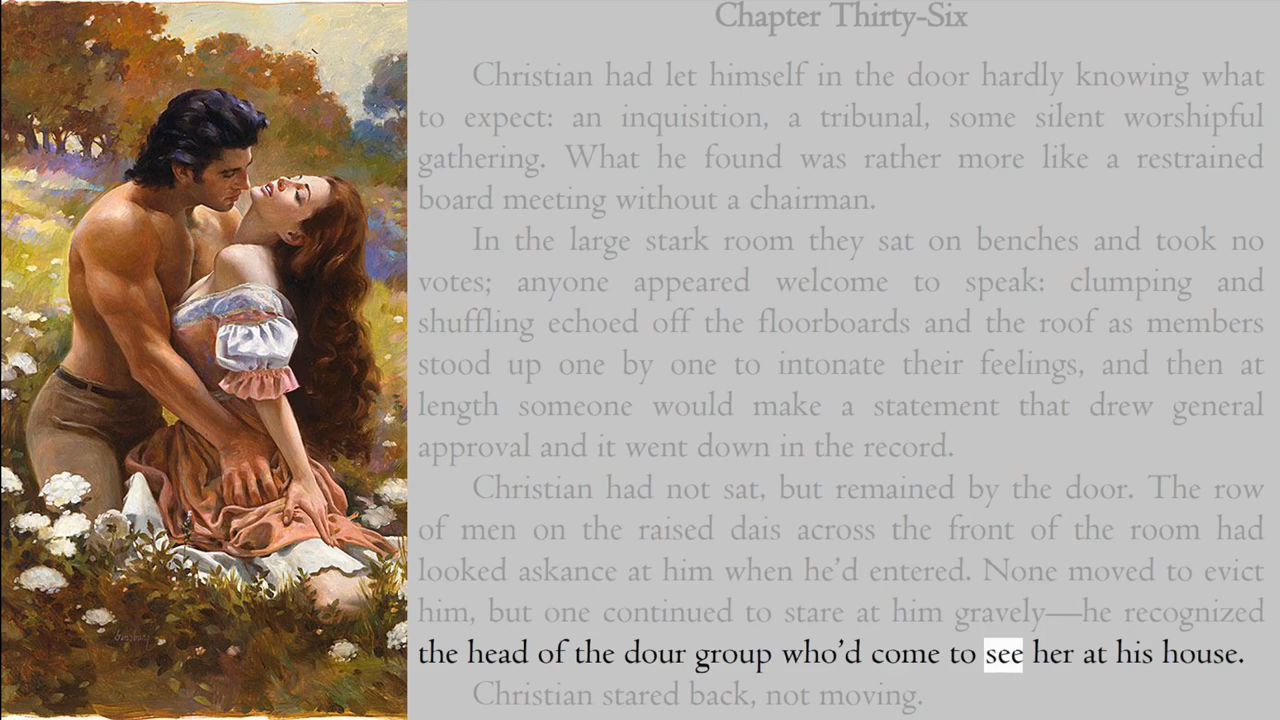 Chapter Thirty-Six
Christian had let himself in the door hardly knowing what
to expect: an inquisition, a tribunal, some silent worshipful
gathering. What he found was rather more like a restrained
board meeting without a chairman.
In the large stark room they sat on benches and took no
votes; anyone appeared welcome to speak: clumping and
shuffling echoed off the floorboards and the roof as members
stood up one by one to intonate their feelings, and then at
length someone would make a statement that drew general
approval and it went down in the record.
Christian had not sat, but remained by the door. The row
of men on the raised dais across the front of the room had
looked askance at him when he’d entered. None moved to evict
him, but one continued to stare at him gravely—he recognized
the head of the dour group who’d come to see her at his house.
Christian stared back, not moving.